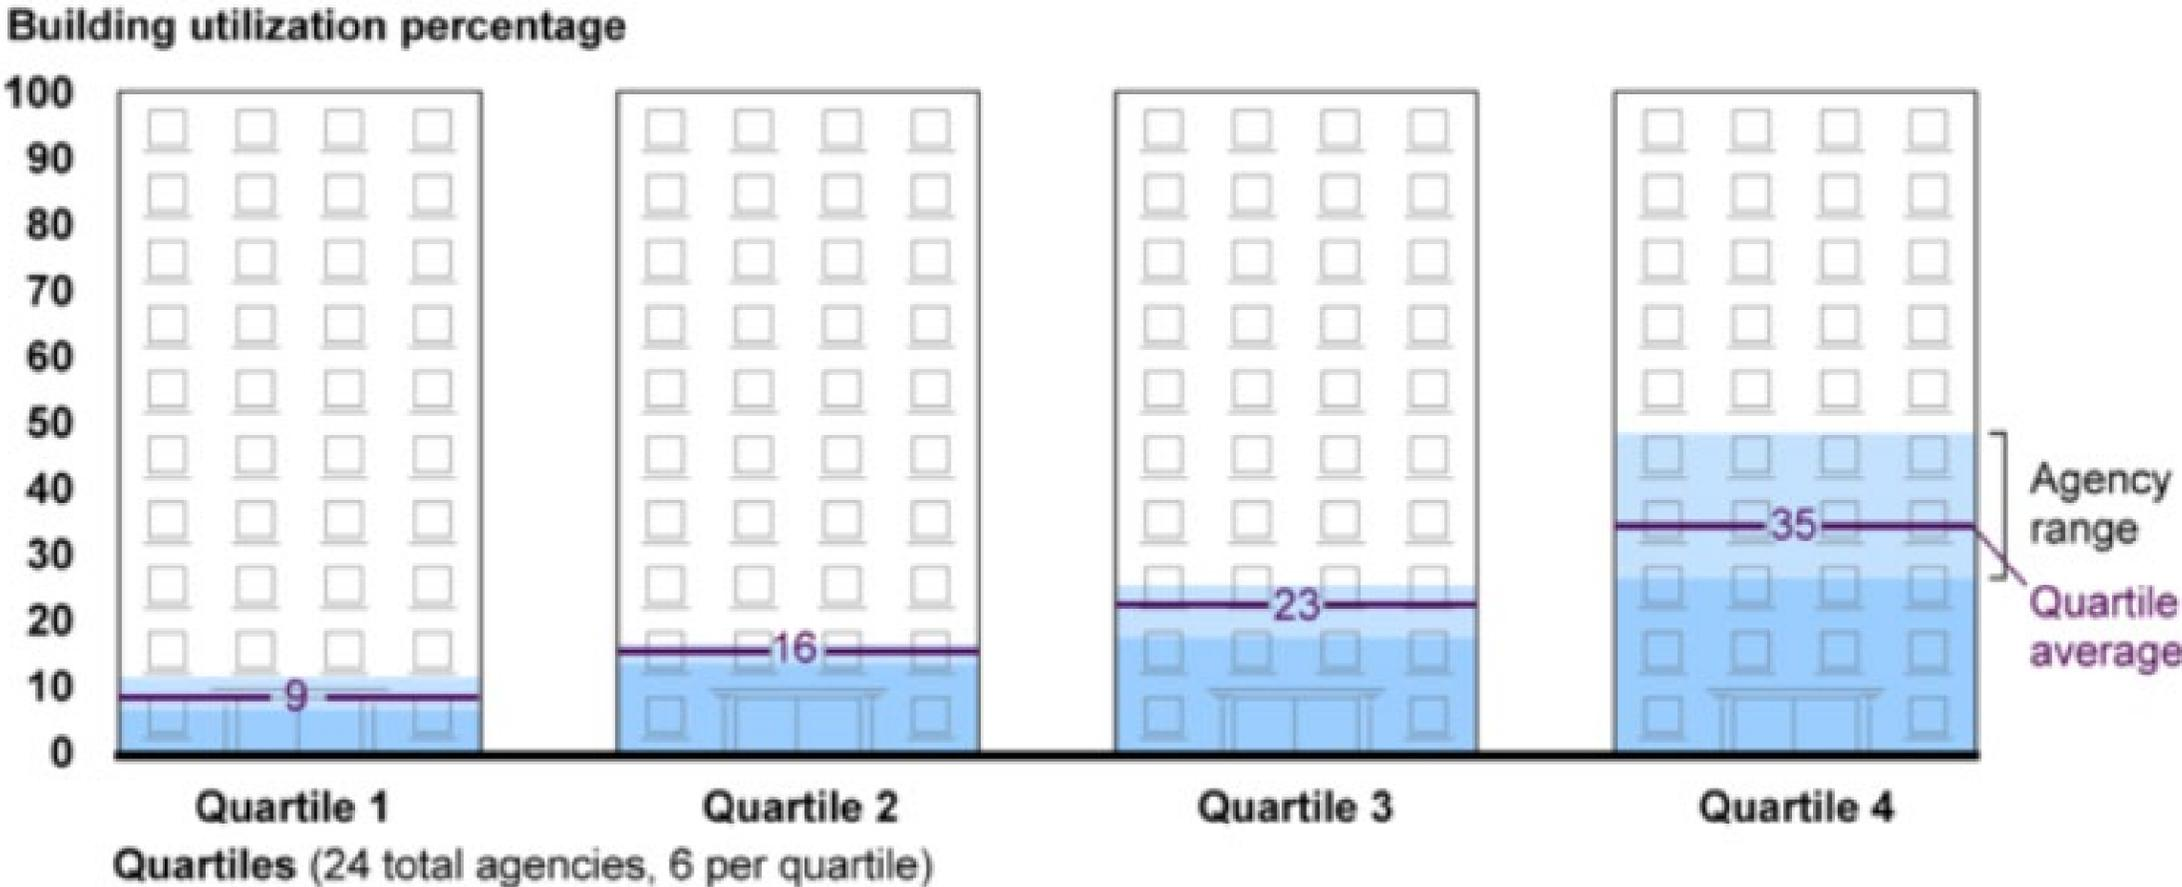 Building utilization percentage
100
90
80
70
60
50
40
30
20
10
0
9
16
23
35
Agency
range
Quartile
average
Quartile 1
Quartile 2
Quartile 3
Quartile 4
Quartiles (24 total agencies, 6 per quartile)